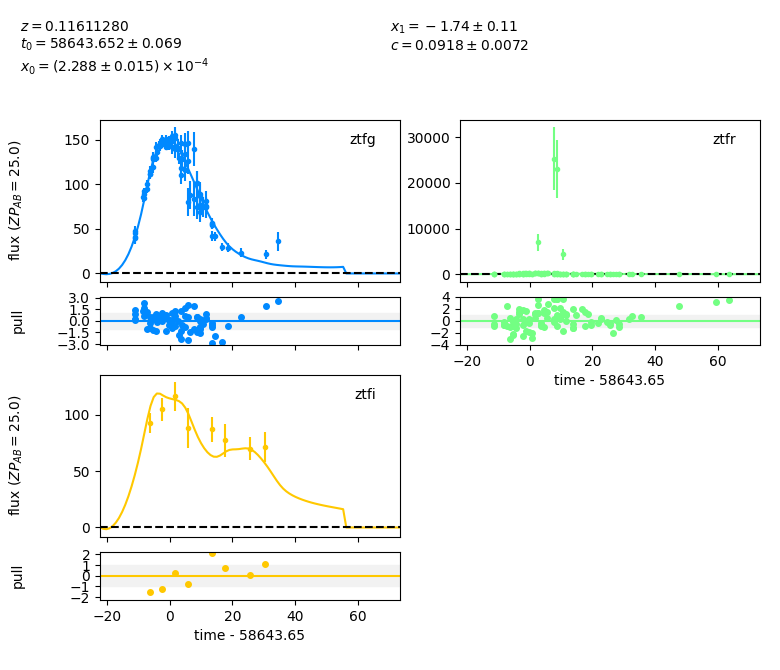 z = 0.11611280
t0 = 58643.652 ± 0.069
x0 = (2.288 ± 0.015) × 10^-4
x1 = −1.74 ± 0.11
c = 0.0918 ± 0.0072
flux (ZP_AB = 25.0)
150
100
50
0
ztfg
30000
20000
10000
0
ztfr
pull
3.0
1.5
0.0
−1.5
−3.0
4
2
0
−2
−4
−20 0 20 40 60
time - 58643.65
flux (ZP_AB = 25.0)
100
50
0
ztfi
pull
2
1
0
−1
−2
−20 0 20 40 60
time - 58643.65